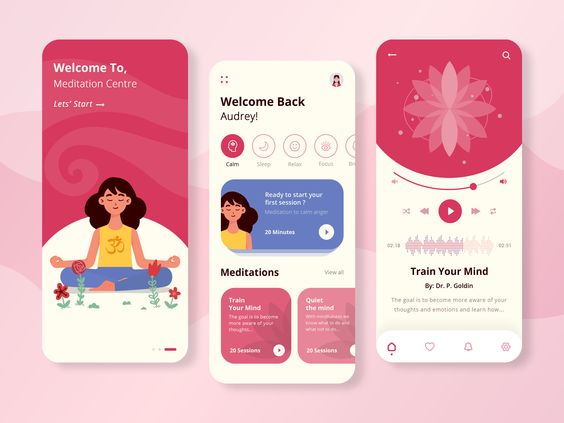 Welcome To,
Meditation Centre
Lets' Start
ॐ
Welcome Back
Audrey!
Calm
Sleep
Relax
Focus
Ready to start your
first session ?
Meditation to calm anger
20 Minutes
Meditations
View all
Train
Your Mind
The goal is to become
more aware of your
thoughts...
20 Sessions
Quiet
the mind
With mindfulness we
know what to do and
what not to do...
20 Sessions
02:18
02:51
Train Your Mind
By: Dr. P. Goldin
The goal is to become more aware of your
thoughts and emotions and learn how...